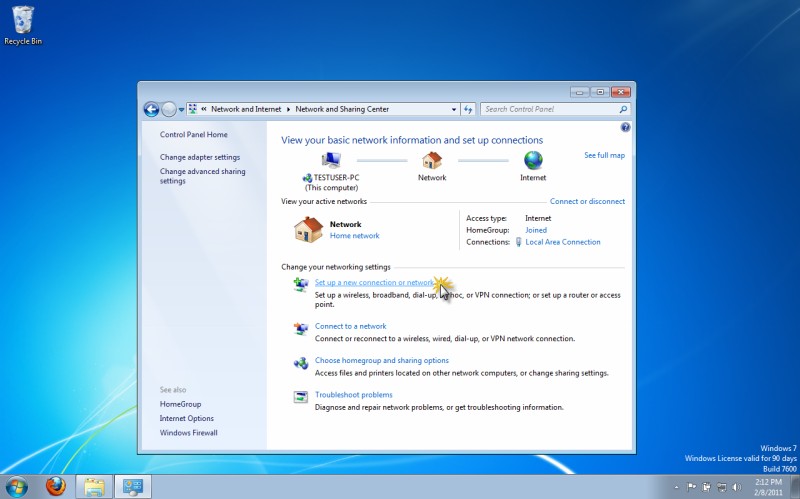 Recycle Bin
« Network and Internet ▸ Network and Sharing Center
Search Control Panel
Control Panel Home
Change adapter settings
Change advanced sharing
settings
See also
HomeGroup
Internet Options
Windows Firewall
View your basic network information and set up connections
See full map
TESTUSER-PC
(This computer)
Network
Internet
View your active networks
Connect or disconnect
Network
Home network
Access type: Internet
HomeGroup: Joined
Connections: Local Area Connection
Change your networking settings
Set up a new connection or network
Set up a wireless, broadband, dial-up, hoc, or VPN connection; or set up a router or access
point.
Connect to a network
Connect or reconnect to a wireless, wired, dial-up, or VPN network connection.
Choose homegroup and sharing options
Access files and printers located on other network computers, or change sharing settings.
Troubleshoot problems
Diagnose and repair network problems, or get troubleshooting information.
Windows 7
Windows License valid for 90 days
Build 7600
2:12 PM
2/8/2011